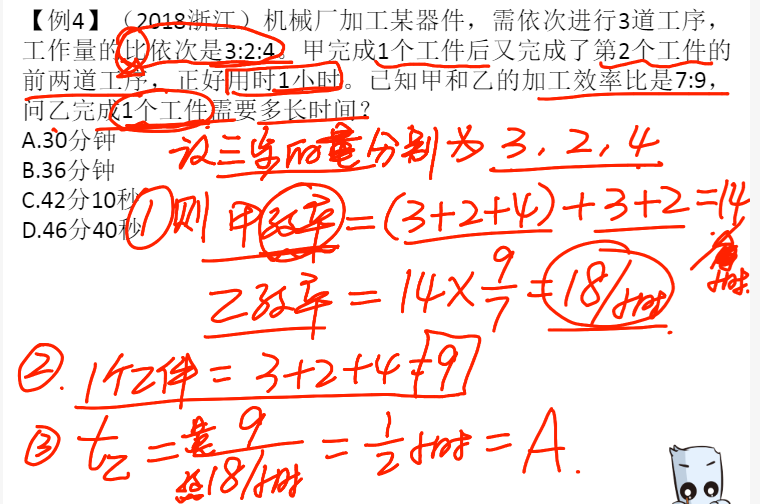 【例4】（2018浙江）机械厂加工某器件，需依次进行3道工序，
工作量的比依次是3:2:4。甲完成1个工件后又完成了第2个工件的
前两道工序，正好用时1小时。已知甲和乙的加工效率比是7:9，
问乙完成1个工件需要多长时间？
A.30分钟
设三序的量分别为 3, 2, 4
B.36分钟
C.42分10秒
①则 甲效率=(3+2+4)+3+2=14
D.46分40秒
/小时.
乙效率 = 14×9/7 = 18/小时.
②. 1个工件 = 3+2+4=9
③ t乙 = 量 9/18/小时 = 1/2小时 = A.